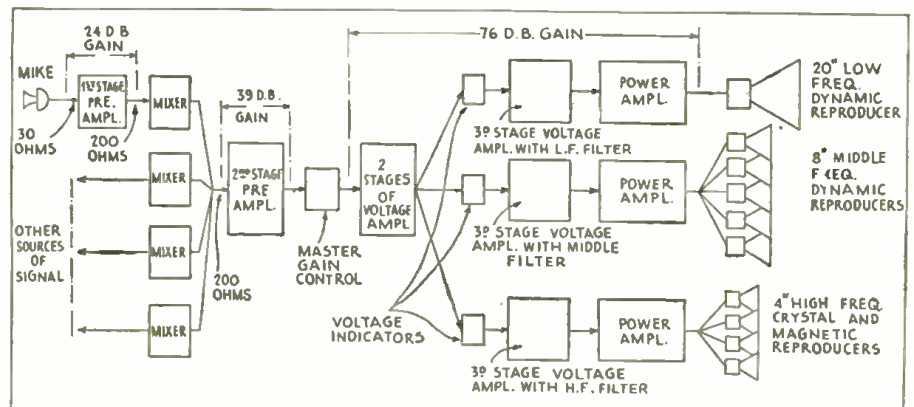 24 D B
GAIN
76 D.B. GAIN
MIKE
1ST STAGE
PRE.
AMPL.
MIXER
30
OHMS
200
OHMS
39 D.B.
GAIN
MIXER
2ND STAGE
PRE
AMPL.
2
STAGES
OF
VOLTAGE
AMPL
MASTER
GAIN
CONTROL
OTHER
SOURCES
OF
SIGNAL
MIXER
200
OHMS
MIXER
VOLTAGE
INDICATORS
POWER
AMPL.
3D STAGE VOLTAGE
AMPL. WITH L.F. FILTER
20" LOW
FREQ.
DYNAMIC
REPRODUCER
POWER
AMPL.
3D STAGE VOLTAGE
AMPL. WITH MIDDLE
FILTER
8" MIDDLE
FREQ.
DYNAMIC
REPRODUCERS
POWER
AMPL.
3D STAGE VOLTAGE
AMPL. WITH H.F. FILTER
4" HIGH FREQ.
CRYSTAL AND
MAGNETIC
REPRODUCERS